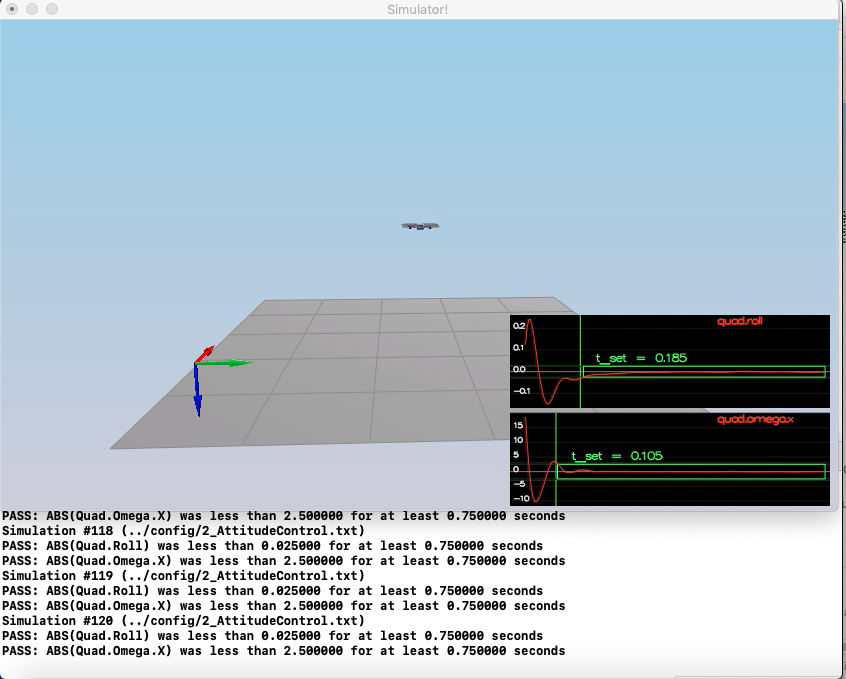 Simulator!
quad.roll
0.2
0.1
0.0
-0.1
t_set = 0.185
quad.omega.x
15
10
5
0
-5
-10
t_set = 0.105
PASS: ABS(Quad.Omega.X) was less than 2.500000 for at least 0.750000 seconds
Simulation #118 (../config/2_AttitudeControl.txt)
PASS: ABS(Quad.Roll) was less than 0.025000 for at least 0.750000 seconds
PASS: ABS(Quad.Omega.X) was less than 2.500000 for at least 0.750000 seconds
Simulation #119 (../config/2_AttitudeControl.txt)
PASS: ABS(Quad.Roll) was less than 0.025000 for at least 0.750000 seconds
PASS: ABS(Quad.Omega.X) was less than 2.500000 for at least 0.750000 seconds
Simulation #120 (../config/2_AttitudeControl.txt)
PASS: ABS(Quad.Roll) was less than 0.025000 for at least 0.750000 seconds
PASS: ABS(Quad.Omega.X) was less than 2.500000 for at least 0.750000 seconds